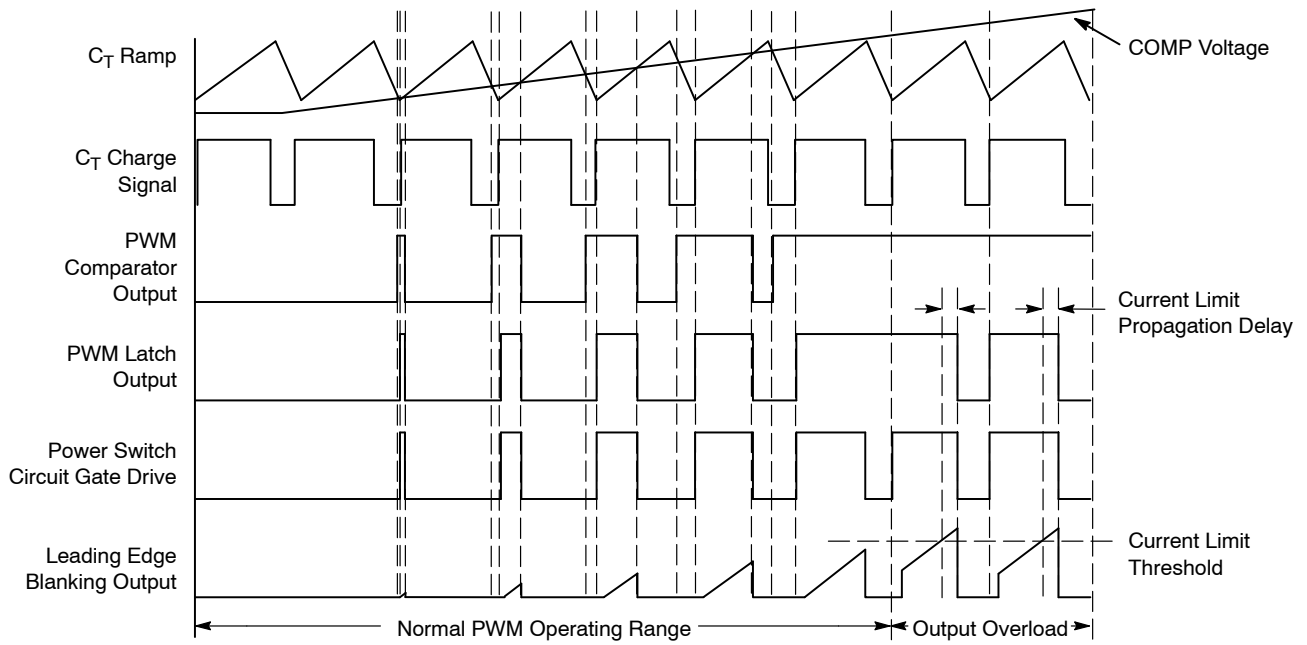 C_T Ramp
COMP Voltage
C_T Charge
Signal
PWM
Comparator
Output
Current Limit
Propagation Delay
PWM Latch
Output
Power Switch
Circuit Gate Drive
Leading Edge
Blanking Output
Current Limit
Threshold
Normal PWM Operating Range
Output Overload